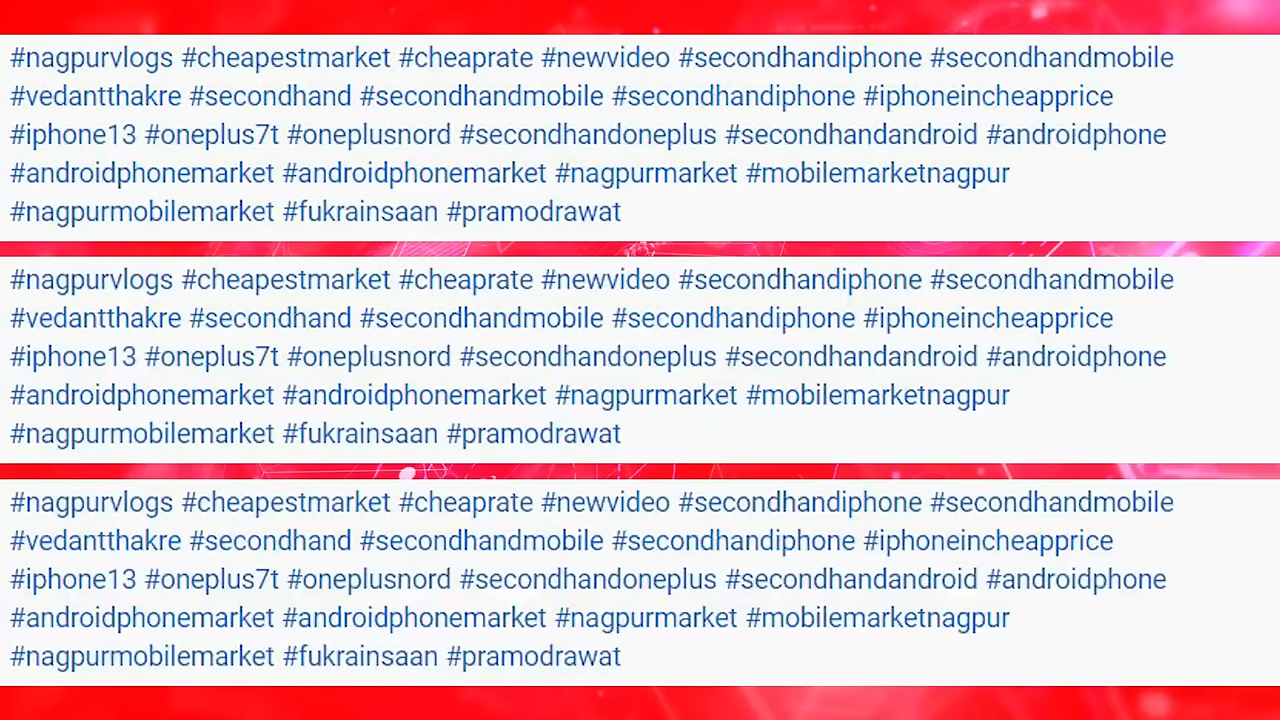 #nagpurvlogs #cheapestmarket #cheaprate #newvideo #secondhandiphone #secondhandmobile
#vedantthakre #secondhand #secondhandmobile #secondhandiphone #iphoneincheapprice
#iphone13 #oneplus7t #oneplusnord #secondhandoneplus #secondhandandroid #androidphone
#androidphonemarket #androidphonemarket #nagpurmarket #mobilemarketnagpur
#nagpurmobilemarket #fukrainsaan #pramodrawat
#nagpurvlogs #cheapestmarket #cheaprate #newvideo #secondhandiphone #secondhandmobile
#vedantthakre #secondhand #secondhandmobile #secondhandiphone #iphoneincheapprice
#iphone13 #oneplus7t #oneplusnord #secondhandoneplus #secondhandandroid #androidphone
#androidphonemarket #androidphonemarket #nagpurmarket #mobilemarketnagpur
#nagpurmobilemarket #fukrainsaan #pramodrawat
#nagpurvlogs #cheapestmarket #cheaprate #newvideo #secondhandiphone #secondhandmobile
#vedantthakre #secondhand #secondhandmobile #secondhandiphone #iphoneincheapprice
#iphone13 #oneplus7t #oneplusnord #secondhandoneplus #secondhandandroid #androidphone
#androidphonemarket #androidphonemarket #nagpurmarket #mobilemarketnagpur
#nagpurmobilemarket #fukrainsaan #pramodrawat